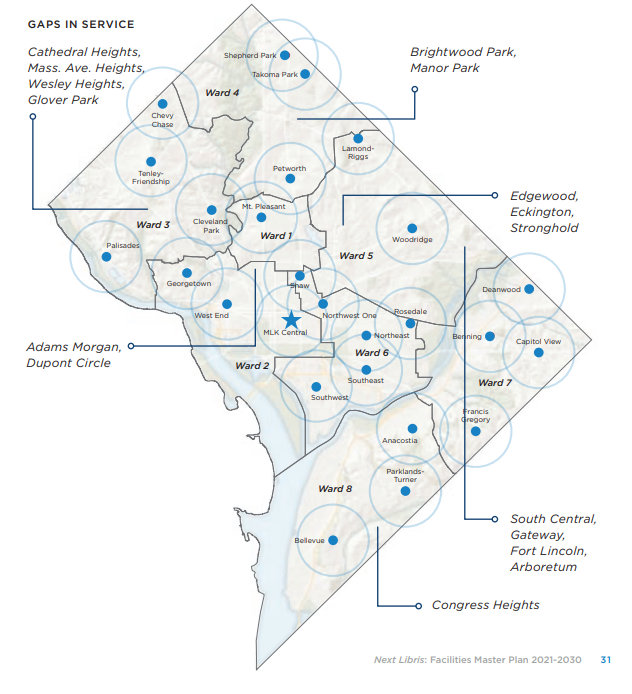 GAPS IN SERVICE
Cathedral Heights,
Mass. Ave. Heights,
Wesley Heights,
Glover Park
Brightwood Park,
Manor Park
Shepherd Park
Takoma Park
Ward 4
Chevy
Chase
Lamond-
Riggs
Tenley-
Friendship
Petworth
Edgewood,
Eckington,
Stronghold
Mt. Pleasant
Cleveland
Park
Ward 3
Ward 1
Woodridge
Palisades
Ward 5
Georgetown
Shaw
Deanwood
West End
Northwest One
Rosedale
MLK Central
Northeast
Benning
Capitol View
Adams Morgan,
Dupont Circle
Ward 6
Ward 2
Southeast
Ward 7
Southwest
Francis
Gregory
Anacostia
Parklands-
Turner
Ward 8
South Central,
Gateway,
Fort Lincoln,
Arboretum
Bellevue
Congress Heights
Next Libris: Facilities Master Plan 2021-2030 31